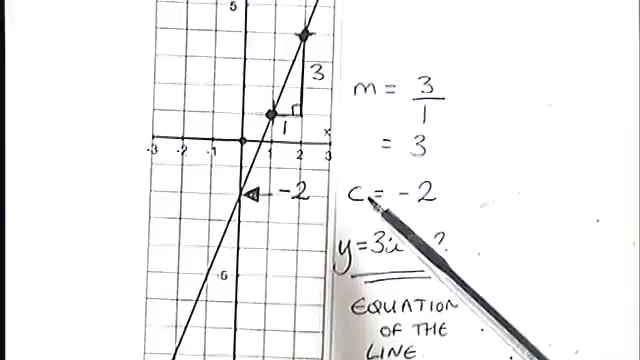 5
3
1
x
-3 -2 -1 1 2 3
-2
-5
m = 3
1
= 3
c = -2
y = 3x
EQUATION
OF THE
LINE